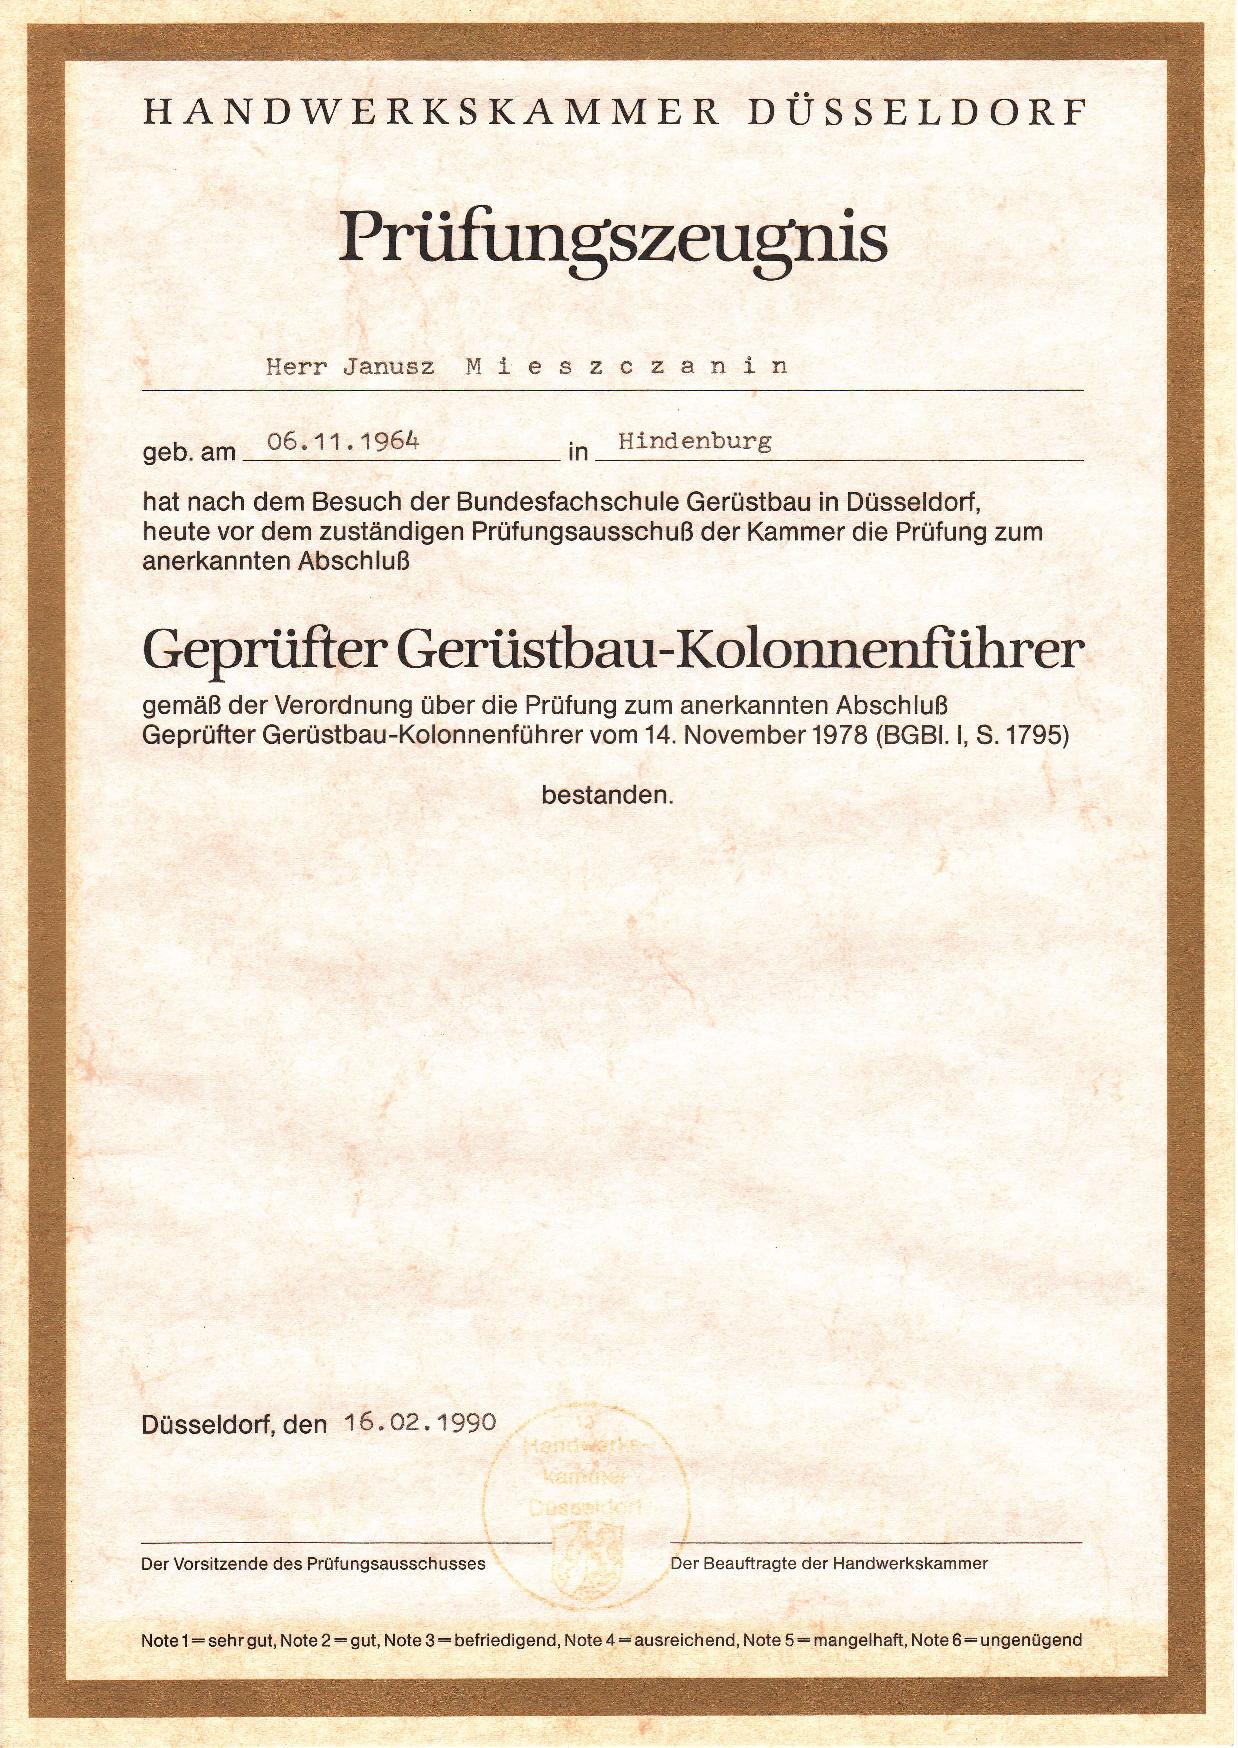 HANDWERKSKAMMER DÜSSELDORF
Prüfungszeugnis
Herr Janusz Mieszczanin
geb. am 06.11.1964 in Hindenburg
hat nach dem Besuch der Bundesfachschule Gerüstbau in Düsseldorf,
heute vor dem zuständigen Prüfungsausschuß der Kammer die Prüfung zum
anerkannten Abschluß
Geprüfter Gerüstbau-Kolonnenführer
gemäß der Verordnung über die Prüfung zum anerkannten Abschluß
Geprüfter Gerüstbau-Kolonnenführer vom 14. November 1978 (BGBl. I, S. 1795)
bestanden.
Düsseldorf, den 16.02.1990
Handwerks-
kammer
Düsseldorf
Der Vorsitzende des Prüfungsausschusses
Der Beauftragte der Handwerkskammer
Note 1 = sehr gut, Note 2 = gut, Note 3 = befriedigend, Note 4 = ausreichend, Note 5 = mangelhaft, Note 6 = ungenügend